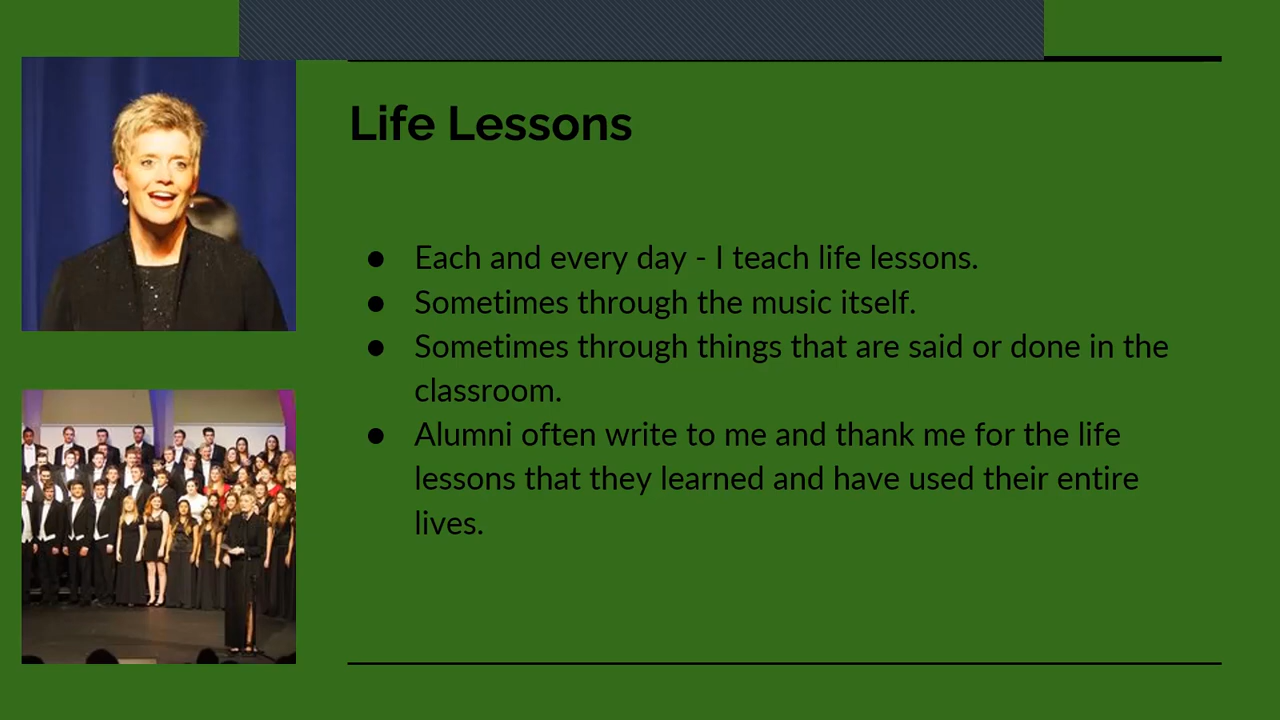 Life Lessons
● Each and every day - I teach life lessons.
● Sometimes through the music itself.
● Sometimes through things that are said or done in the
classroom.
● Alumni often write to me and thank me for the life
lessons that they learned and have used their entire
lives.